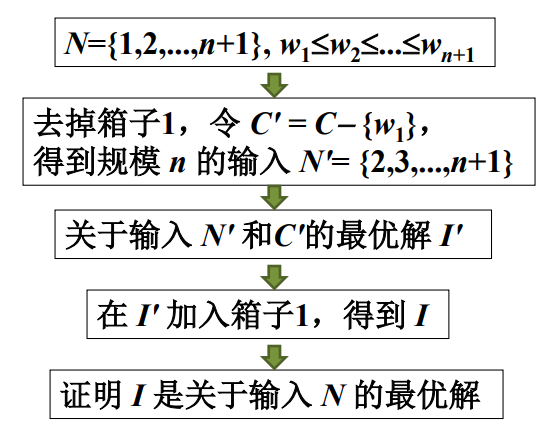 N={1,2,...,n+1}, w₁≤w₂≤...≤wₙ₊₁
去掉箱子1，令 C' = C– {w₁}，
得到规模 n 的输入 N'= {2,3,...,n+1}
关于输入 N' 和C'的最优解 I'
在 I' 加入箱子1，得到 I
证明 I 是关于输入 N 的最优解